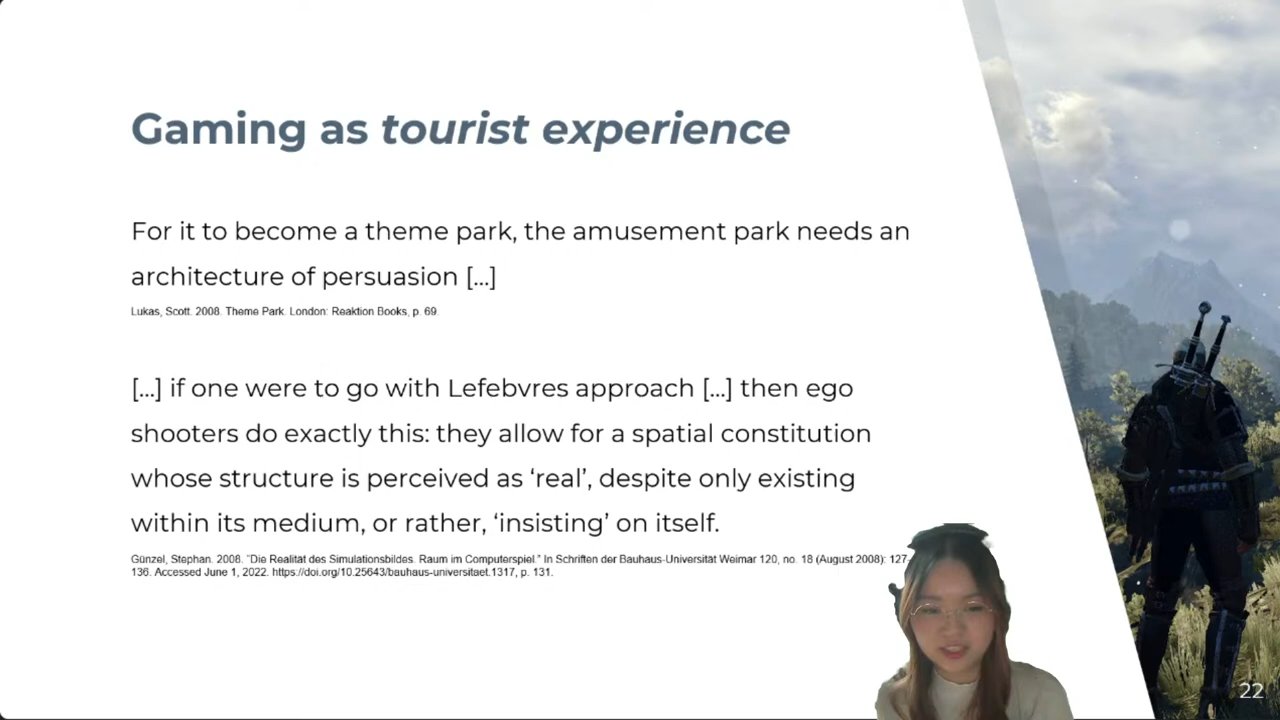 Gaming as tourist experience
For it to become a theme park, the amusement park needs an
architecture of persuasion [...]
Lukas, Scott. 2008. Theme Park. London: Reaktion Books, p. 69.
[...] if one were to go with Lefebvres approach [...] then ego
shooters do exactly this: they allow for a spatial constitution
whose structure is perceived as ‘real’, despite only existing
within its medium, or rather, ‘insisting’ on itself.
Günzel, Stephan. 2008. "Die Realität des Simulationsbildes. Raum im Computerspiel." In Schriften der Bauhaus-Universität Weimar 120, no. 18 (August 2008): 127-
136. Accessed June 1, 2022. https://doi.org/10.25643/bauhaus-universitaet.1317, p. 131.
22